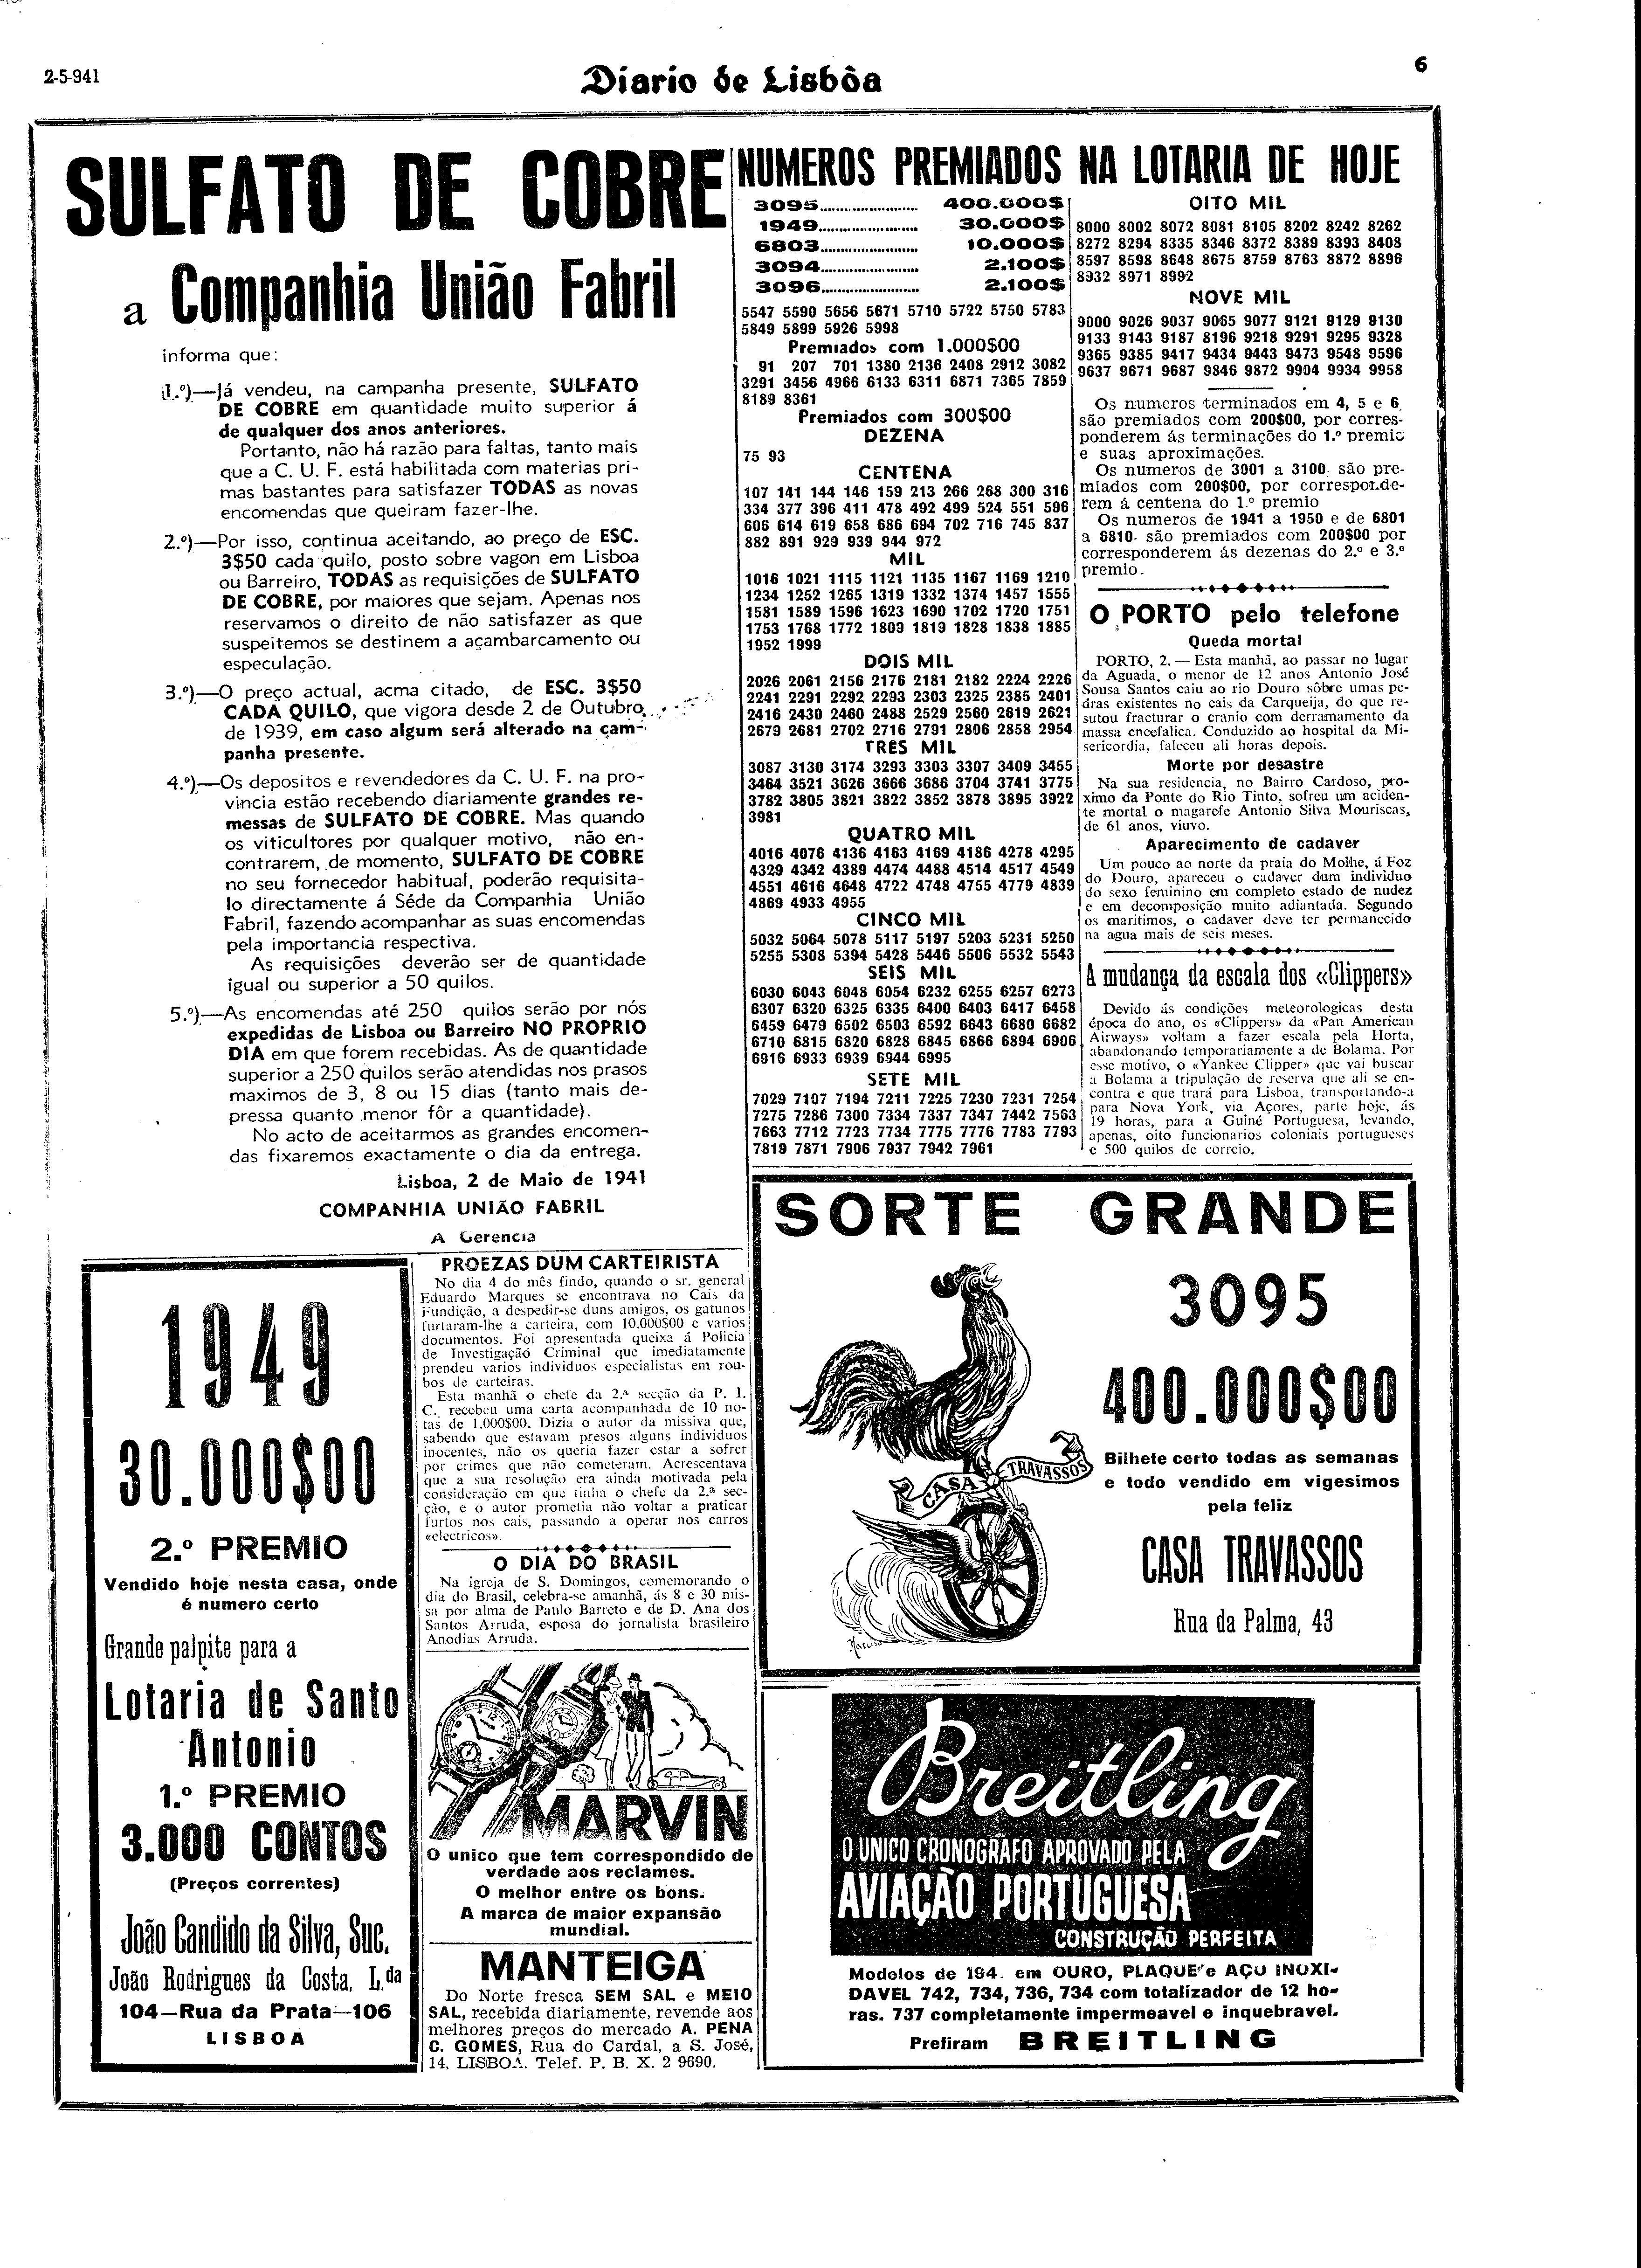 2-5-941
Diario de Lisbôa
6
SULFATO DE COBRE
a Companhia União Fabril
informa que:
1.º)—Já vendeu, na campanha presente, SULFATO
DE COBRE em quantidade muito superior á
de qualquer dos anos anteriores.
Portanto, não há razão para faltas, tanto mais
que a C. U. F. está habilitada com materias pri-
mas bastantes para satisfazer TODAS as novas
encomendas que queiram fazer-lhe.
2.º)—Por isso, continua aceitando, ao preço de ESC.
3$50 cada quilo, posto sobre vagon em Lisboa
ou Barreiro, TODAS as requisições de SULFATO
DE COBRE, por maiores que sejam. Apenas nos
reservamos o direito de não satisfazer as que
suspeitemos se destinem a açambarcamento ou
especulação.
3.º)—O preço actual, acma citado, de ESC. 3$50
CADA QUILO, que vigora desde 2 de Outubro
de 1939, em caso algum será alterado na cam-
panha presente.
4.º)—Os depositos e revendedores da C. U. F. na pro-
vincia estão recebendo diariamente grandes re-
messas de SULFATO DE COBRE. Mas quando
os viticultores por qualquer motivo, não en-
contrarem, de momento, SULFATO DE COBRE
no seu fornecedor habitual, poderão requisita-
lo directamente á Séde da Companhia União
Fabril, fazendo acompanhar as suas encomendas
pela importancia respectiva.
As requisições deverão ser de quantidade
igual ou superior a 50 quilos.
5.º)—As encomendas até 250 quilos serão por nós
expedidas de Lisboa ou Barreiro NO PROPRIO
DIA em que forem recebidas. As de quantidade
superior a 250 quilos serão atendidas nos prasos
maximos de 3, 8 ou 15 dias (tanto mais de-
pressa quanto menor fôr a quantidade).
No acto de aceitarmos as grandes encomen-
das fixaremos exactamente o dia da entrega.
Lisboa, 2 de Maio de 1941
COMPANHIA UNIÃO FABRIL
A Gerencia
NUMEROS PREMIADOS NA LOTARIA DE HOJE
3095........................ 400.000$
1949........................ 30.000$
6803........................ 10.000$
3094........................ 2.100$
3096........................ 2.100$
5547 5590 5656 5671 5710 5722 5750 5783
5849 5899 5926 5998
Premiados com 1.000$00
91 207 701 1380 2136 2408 2912 3082
3291 3456 4966 6133 6311 6871 7365 7859
8189 8361
Premiados com 300$00
DEZENA
75 93
CENTENA
107 141 144 146 159 213 266 268 300 316
334 377 396 411 478 492 499 524 551 596
606 614 619 658 686 694 702 716 745 837
882 891 929 939 944 972
MIL
1016 1021 1115 1121 1135 1167 1169 1210
1234 1252 1265 1319 1332 1374 1457 1555
1581 1589 1596 1623 1690 1702 1720 1751
1753 1768 1772 1809 1819 1828 1838 1885
1952 1999
DOIS MIL
2026 2061 2156 2176 2181 2182 2224 2226
2241 2291 2292 2293 2303 2325 2385 2401
2416 2430 2460 2488 2529 2560 2619 2621
2679 2681 2702 2716 2791 2806 2858 2954
TRÊS MIL
3087 3130 3174 3293 3303 3307 3409 3455
3464 3521 3626 3666 3686 3704 3741 3775
3782 3805 3821 3822 3852 3878 3895 3922
3981
QUATRO MIL
4016 4076 4136 4163 4169 4186 4278 4295
4329 4342 4389 4474 4488 4514 4517 4549
4551 4616 4648 4722 4748 4755 4779 4839
4869 4933 4955
CINCO MIL
5032 5064 5078 5117 5197 5203 5231 5250
5255 5308 5394 5428 5446 5506 5532 5543
SEIS MIL
6030 6043 6048 6054 6232 6255 6257 6273
6307 6320 6325 6335 6400 6403 6417 6458
6459 6479 6502 6503 6592 6643 6680 6682
6710 6815 6820 6828 6845 6866 6894 6906
6916 6933 6939 6944 6995
SETE MIL
7029 7107 7194 7211 7225 7230 7231 7254
7275 7286 7300 7334 7337 7347 7442 7563
7663 7712 7723 7734 7775 7776 7783 7793
7819 7871 7906 7937 7942 7961
OITO MIL
8000 8002 8072 8081 8105 8202 8242 8262
8272 8294 8335 8346 8372 8389 8393 8408
8597 8598 8648 8675 8759 8763 8872 8896
8932 8971 8992
NOVE MIL
9000 9026 9037 9065 9077 9121 9129 9130
9133 9143 9187 8196 9218 9291 9295 9328
9365 9385 9417 9434 9443 9473 9548 9596
9637 9671 9687 9846 9872 9904 9934 9958
Os numeros terminados em 4, 5 e 6
são premiados com 200$00, por corres-
ponderem ás terminações do 1.º premio
e suas aproximações.
Os numeros de 3001 a 3100 são pre-
miados com 200$00, por corresponde-
rem á centena do 1.º premio
Os numeros de 1941 a 1950 e de 6801
a 6810 são premiados com 200$00 por
corresponderem ás dezenas do 2.º e 3.º
premio.
O PORTO pelo telefone
Queda mortal
PORTO, 2. — Esta manhã, ao passar no lugar
da Aguada, o menor de 12 anos Antonio José
Sousa Santos caiu ao rio Douro sôbre umas pe-
dras existentes no cais da Carqueija, do que re-
sutou fracturar o cranio com derramamento da
massa encefalica. Conduzido ao hospital da Mi-
sericordia, faleceu ali horas depois.
Morte por desastre
Na sua residencia, no Bairro Cardoso, pro-
ximo da Ponte do Rio Tinto, sofreu um aciden-
te mortal o magarefe Antonio Silva Mouriscas,
de 61 anos, viuvo.
Aparecimento de cadaver
Um pouco ao norte da praia do Molhe, á Foz
do Douro, apareceu o cadaver dum individuo
do sexo feminino em completo estado de nudez
e em decomposição muito adiantada. Segundo
os maritimos, o cadaver deve ter permanecido
na agua mais de seis meses.
A mudança da escala dos «Clippers»
Devido ás condições meteorologicas desta
época do ano, os «Clippers» da «Pan American
Airways» voltam a fazer escala pela Horta,
abandonando temporariamente a de Bolama. Por
esse motivo, o «Yankee Clipper» que vai buscar
a Bolama a tripulação de reserva que ali se en-
contra e que trará para Lisboa, transportando-a
para Nova York, via Açores, parte hoje, ás
19 horas, para a Guiné Portuguesa, levando,
apenas, oito funcionarios coloniais portugueses
e 500 quilos de correio.
1949
30.000$00
2.º PREMIO
Vendido hoje nesta casa, onde
é numero certo
Grande palpite para a
Lotaria de Santo
Antonio
1.º PREMIO
3.000 CONTOS
(Preços correntes)
João Candido da Silva, Suc.
João Rodrigues da Costa, L.da
104—Rua da Prata—106
LISBOA
PROEZAS DUM CARTEIRISTA
No dia 4 do mês findo, quando o sr. general
Eduardo Marques se encontrava no Cais da
Fundição, a despedir-se duns amigos, os gatunos
furtaram-lhe a carteira, com 10.000$00 e varios
documentos. Foi apresentada queixa á Policia
de Investigação Criminal que imediatamente
prendeu varios individuos especialistas em rou-
bos de carteiras.
Esta manhã o chefe da 2.ª secção da P. I.
C. recebeu uma carta acompanhada de 10 no-
tas de 1.000$00. Dizia o autor da missiva que,
sabendo que estavam presos alguns individuos
inocentes, não os queria fazer estar a sofrer
por crimes que não cometeram. Acrescentava
que a sua resolução era ainda motivada pela
consideração em que tinha o chefe da 2.ª sec-
ção, e o autor prometia não voltar a praticar
furtos nos cais, passando a operar nos carros
«electricos».
O DIA DO BRASIL
Na igreja de S. Domingos, comemorando o
dia do Brasil, celebra-se amanhã, ás 8 e 30 mis-
sa por alma de Paulo Barreto e de D. Ana dos
Santos Arruda, esposa do jornalista brasileiro
Anodias Arruda.
MARVIN
O unico que tem correspondido de
verdade aos reclames.
O melhor entre os bons.
A marca de maior expansão
mundial.
MANTEIGA
Do Norte fresca SEM SAL e MEIO
SAL, recebida diariamente, revende aos
melhores preços do mercado A. PENA
C. GOMES, Rua do Cardal, a S. José,
14, LISBOA. Telef. P. B. X. 2 9690.
SORTE GRANDE
3095
400.000$00
CASA TRAVASSOS
Bilhete certo todas as semanas
e todo vendido em vigesimos
pela feliz
CASA TRAVASSOS
Rua da Palma, 43
Breitling
O UNICO CRONOGRAFO APROVADO PELA
AVIAÇÃO PORTUGUESA
CONSTRUÇÃO PERFEITA
Modelos de 194. em OURO, PLAQUE e AÇO INOXI-
DAVEL 742, 734, 736, 734 com totalizador de 12 ho-
ras. 737 completamente impermeavel e inquebravel.
Prefiram BREITLING